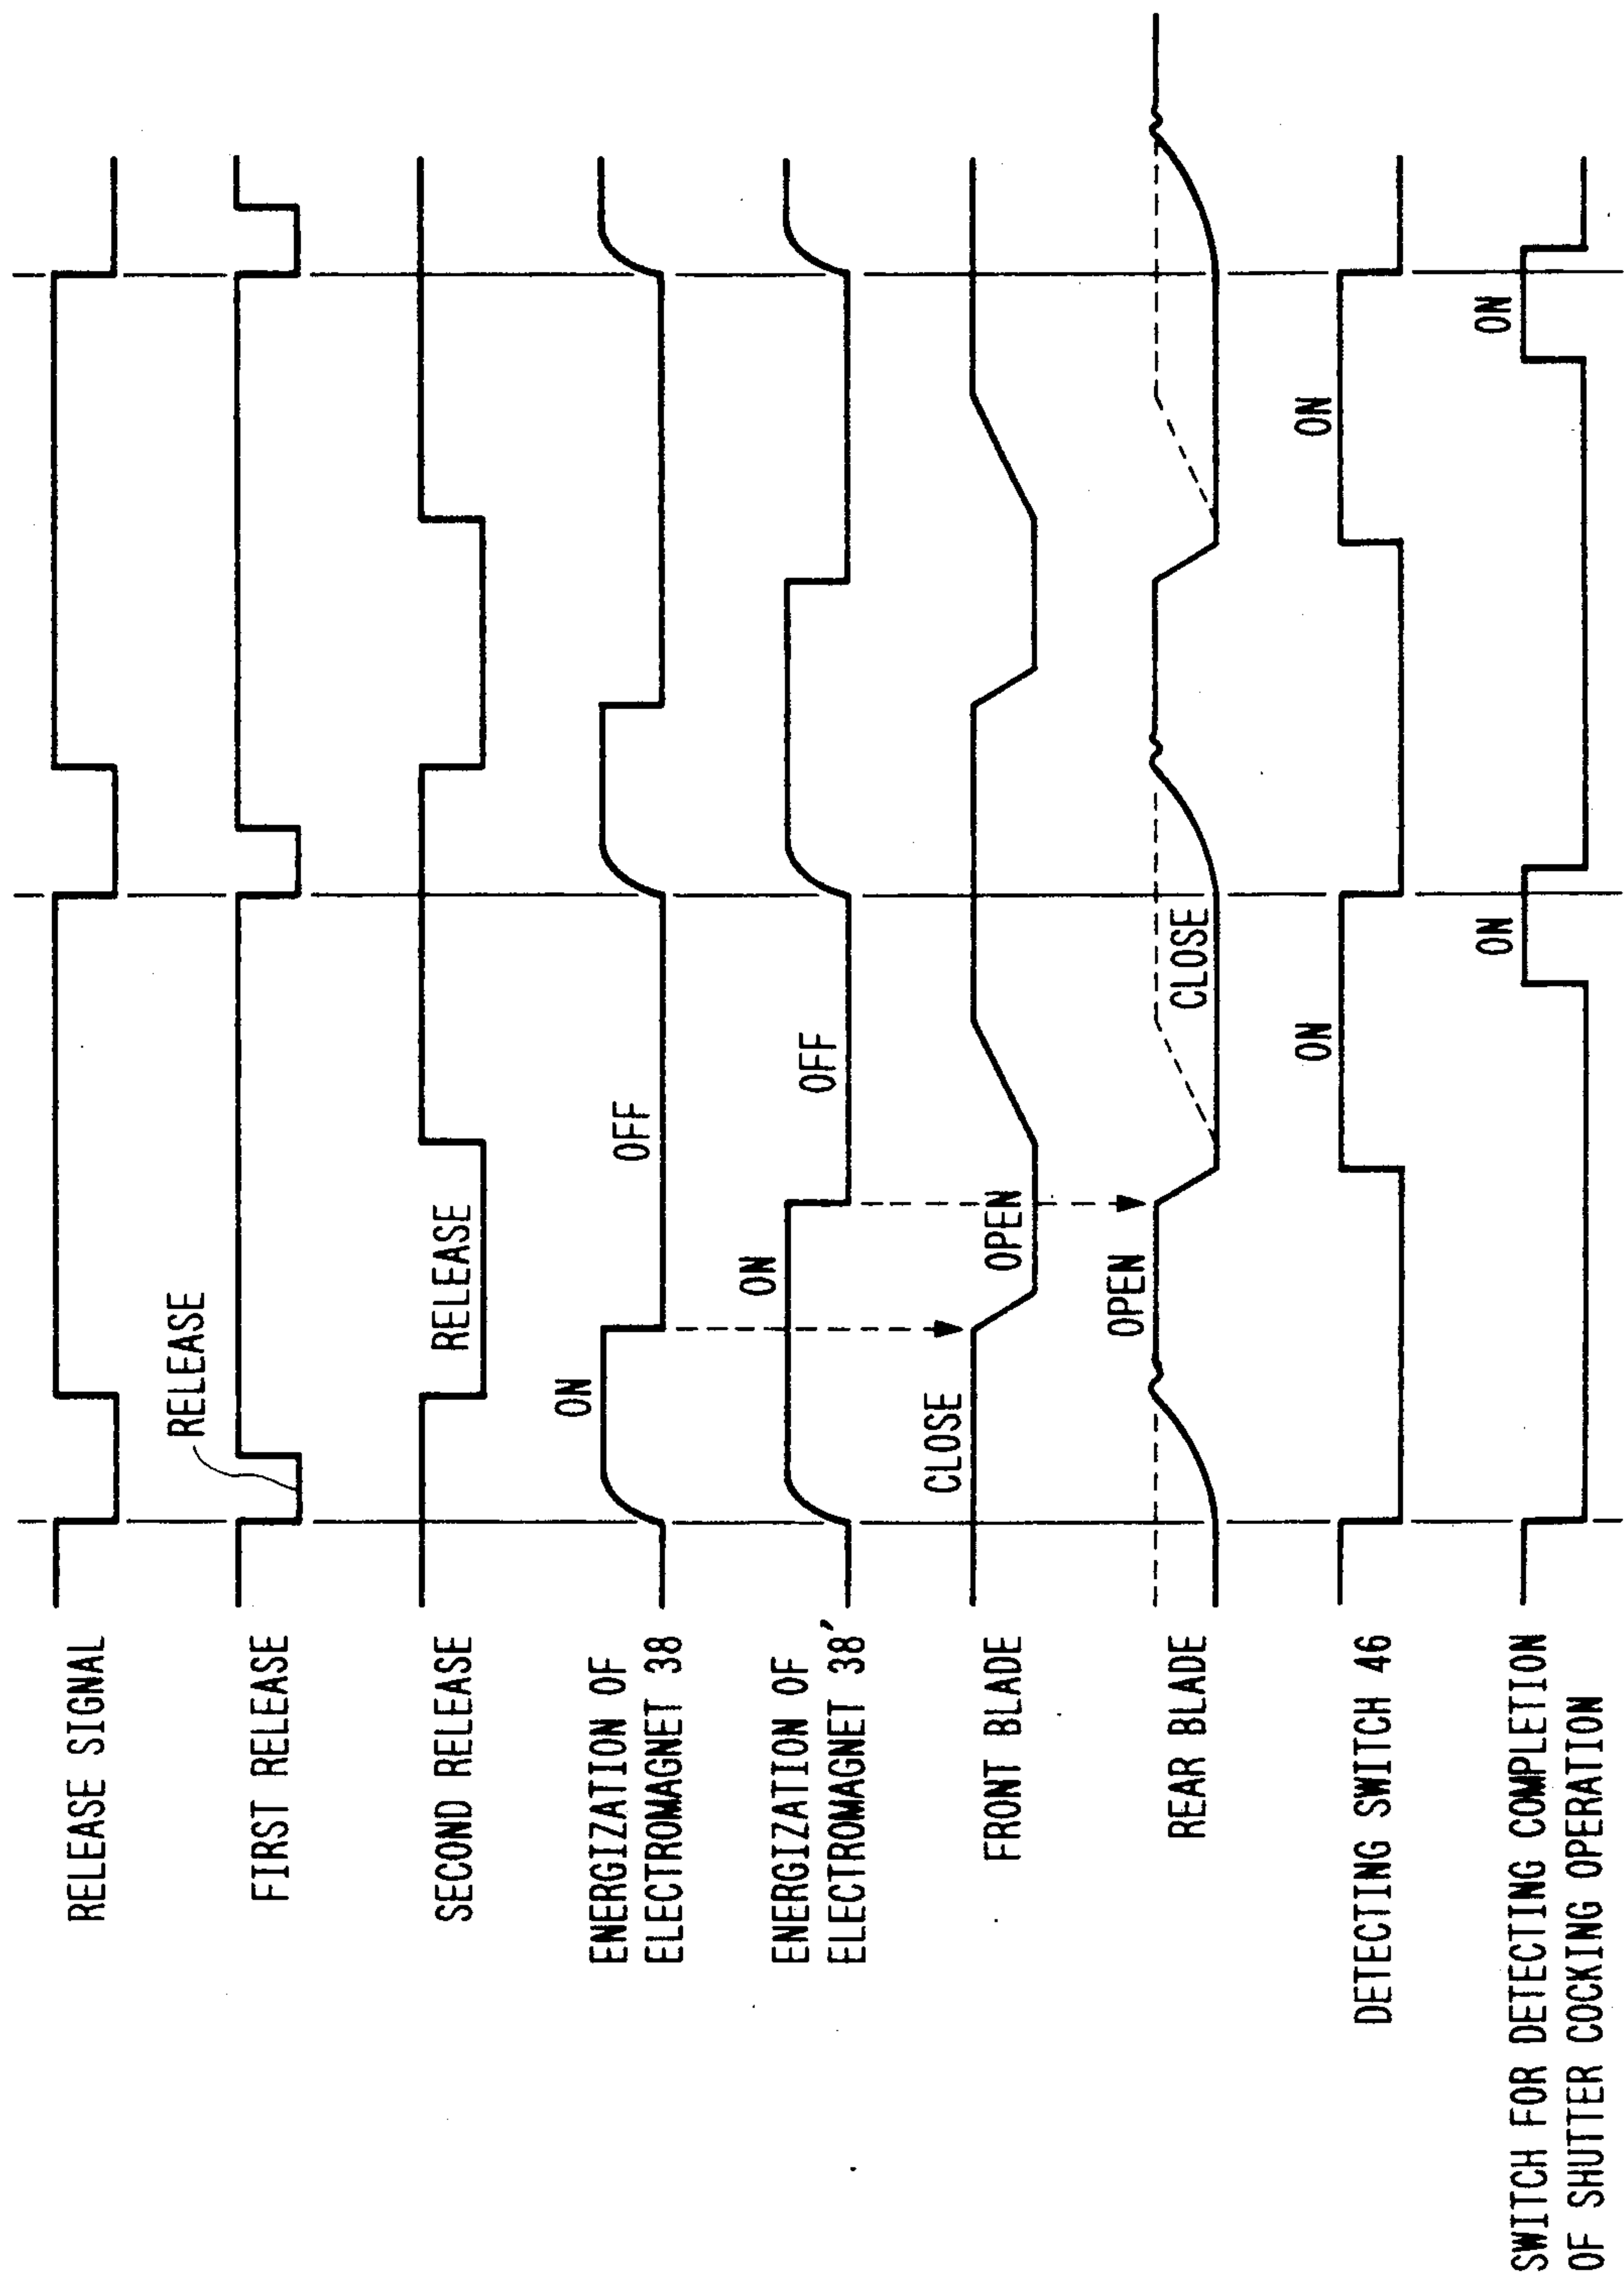 RELEASE SIGNAL
FIRST RELEASE
RELEASE
SECOND RELEASE
RELEASE
ENERGIZATION OF
ELECTROMAGNET 38
ON
OFF
ENERGIZATION OF
ELECTROMAGNET 38'
ON
OFF
FRONT BLADE
CLOSE
OPEN
REAR BLADE
OPEN
CLOSE
DETECTING SWITCH 46
ON
ON
SWITCH FOR DETECTING COMPLETION
OF SHUTTER COCKING OPERATION
ON
ON